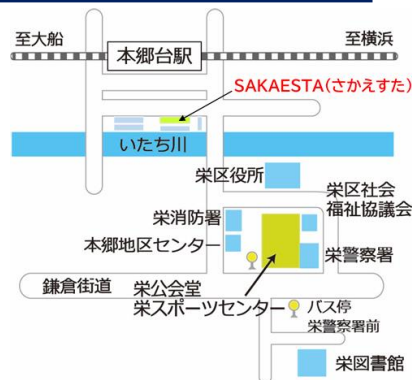 至大船
至横浜
本郷台駅
SAKAESTA(さかえすた)
いたち川
栄区役所
栄区社会
福祉協議会
栄消防署
本郷地区センター
栄警察署
鎌倉街道
栄公会堂
栄スポーツセンター
バス停
栄警察署前
栄図書館